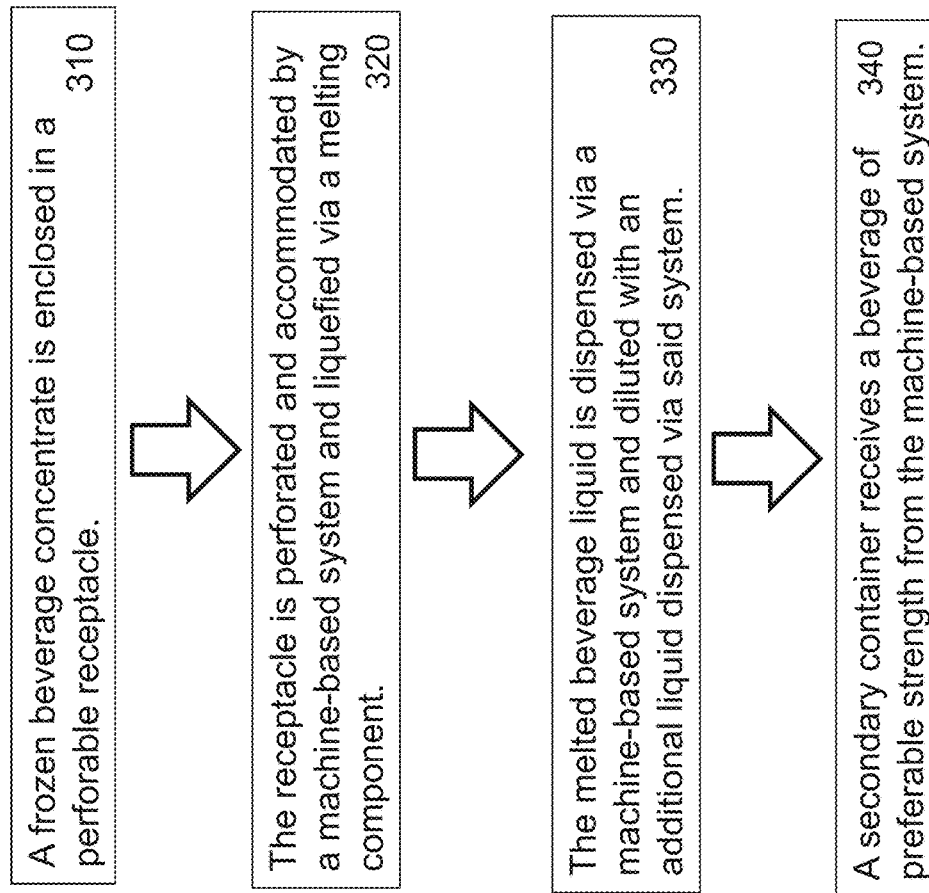 A frozen beverage concentrate is enclosed in a
perforable receptacle. 310
The receptacle is perforated and accommodated by
a machine-based system and liquefied via a melting
component. 320
The melted beverage liquid is dispensed via a
machine-based system and diluted with an
additional liquid dispensed via said system. 330
A secondary container receives a beverage of 340
preferable strength from the machine-based system.